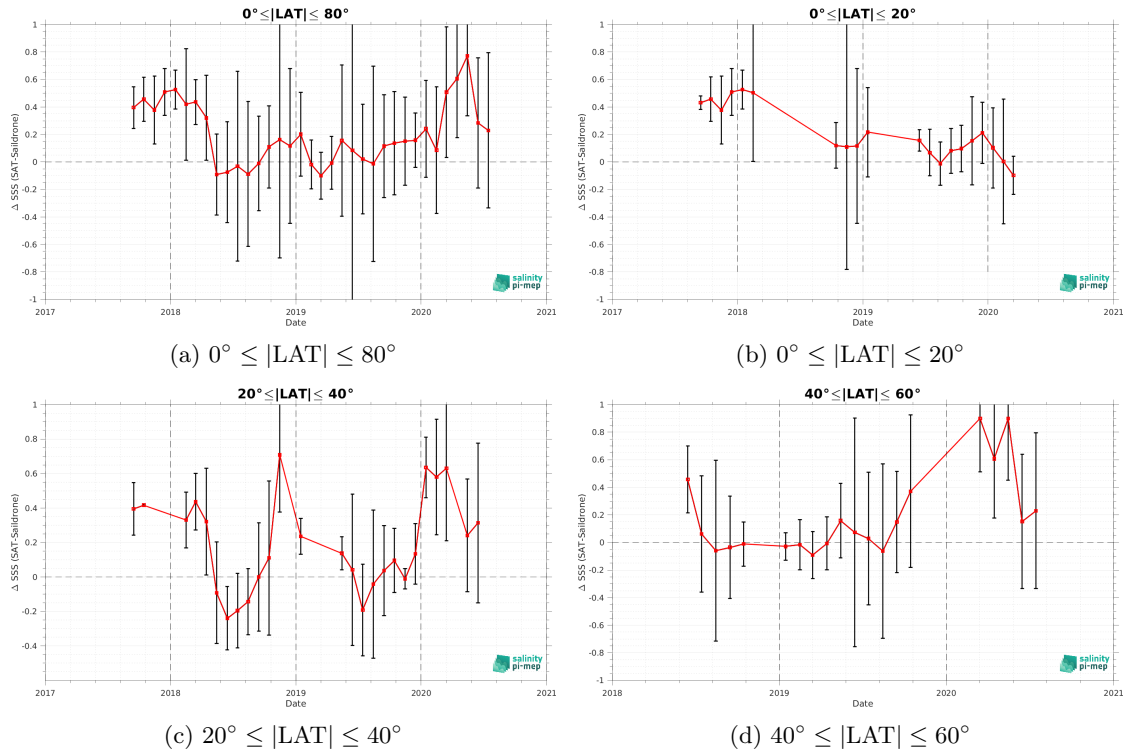 0°≤|LAT|≤ 80°
Δ SSS (SAT-Saildrone)
1
0.8
0.6
0.4
0.2
0
-0.2
-0.4
-0.6
-0.8
-1
salinity
pi-mep
2017
2018
2019
2020
2021
Date
(a) 0° ≤ |LAT| ≤ 80°
0°≤|LAT|≤ 20°
Δ SSS (SAT-Saildrone)
1
0.8
0.6
0.4
0.2
0
-0.2
-0.4
-0.6
-0.8
-1
salinity
pi-mep
2017
2018
2019
2020
2021
Date
(b) 0° ≤ |LAT| ≤ 20°
20°≤|LAT|≤ 40°
Δ SSS (SAT-Saildrone)
1
0.8
0.6
0.4
0.2
0
-0.2
-0.4
salinity
pi-mep
2017
2018
2019
2020
2021
Date
(c) 20° ≤ |LAT| ≤ 40°
40°≤|LAT|≤ 60°
Δ SSS (SAT-Saildrone)
1
0.8
0.6
0.4
0.2
0
-0.2
-0.4
-0.6
-0.8
-1
salinity
pi-mep
2018
2019
2020
2021
Date
(d) 40° ≤ |LAT| ≤ 60°